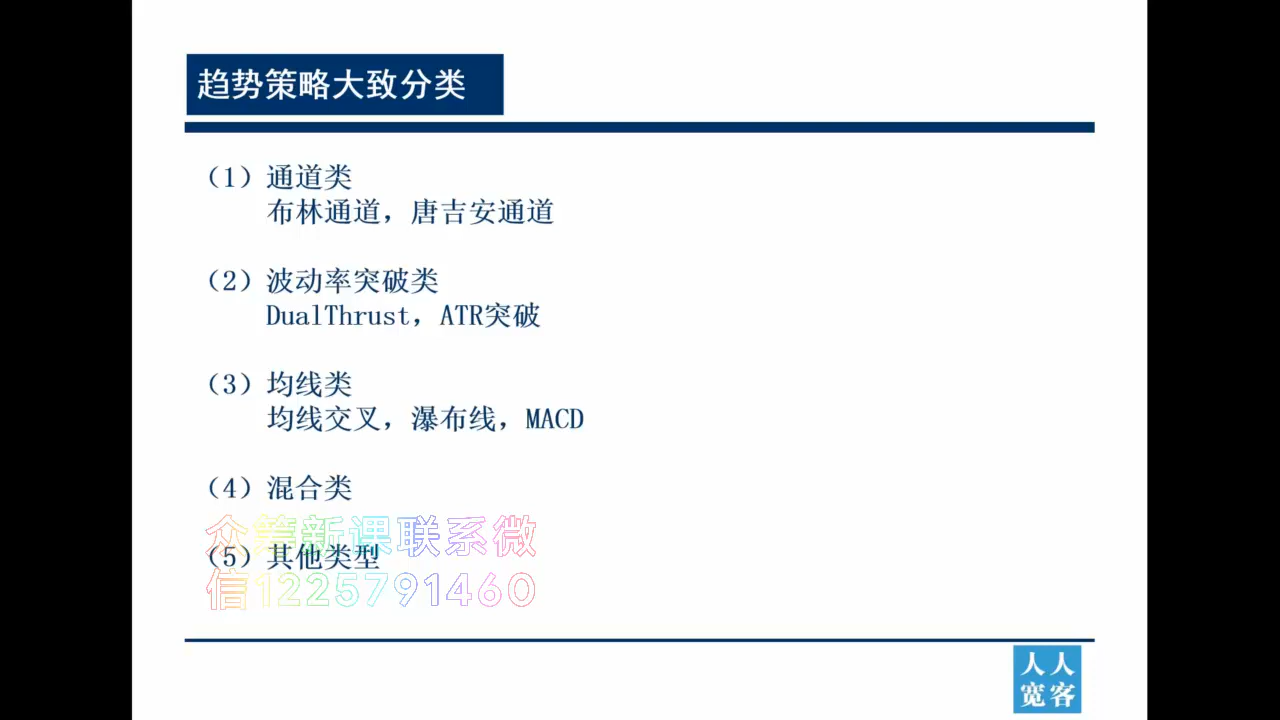 趋势策略大致分类
（1）通道类
布林通道，唐吉安通道
（2）波动率突破类
DualThrust，ATR突破
（3）均线类
均线交叉，瀑布线，MACD
（4）混合类
众筹新课联系微
（5）其他类型
信1225791460
人人
宽客